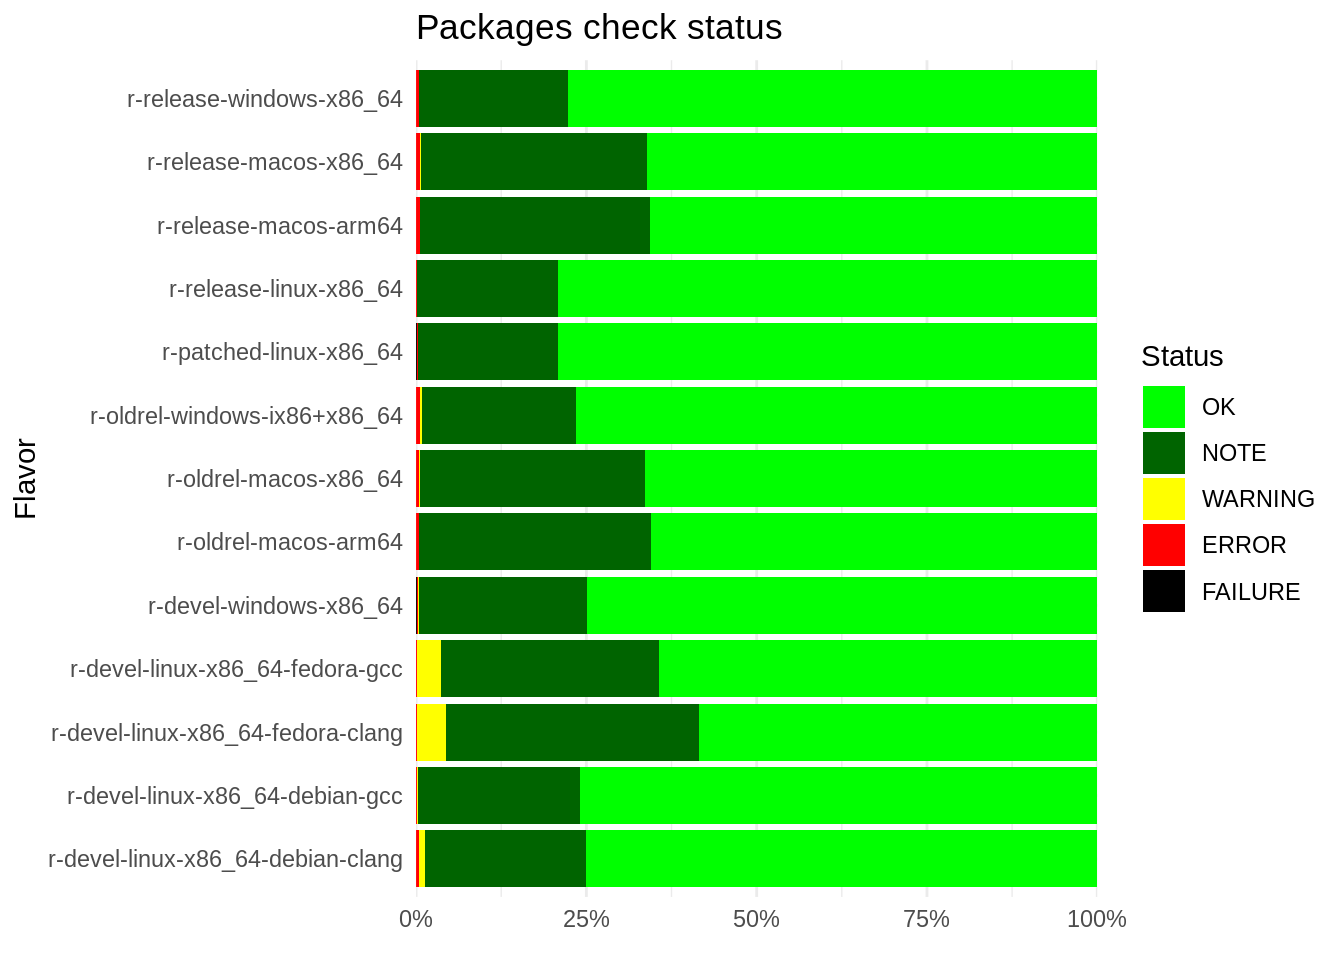 Packages check status
Flavor
r-release-windows-x86_64
r-release-macos-x86_64
r-release-macos-arm64
r-release-linux-x86_64
r-patched-linux-x86_64
r-oldrel-windows-ix86+x86_64
r-oldrel-macos-x86_64
r-oldrel-macos-arm64
r-devel-windows-x86_64
r-devel-linux-x86_64-fedora-gcc
r-devel-linux-x86_64-fedora-clang
r-devel-linux-x86_64-debian-gcc
r-devel-linux-x86_64-debian-clang
0% 25% 50% 75% 100%
Status
OK
NOTE
WARNING
ERROR
FAILURE